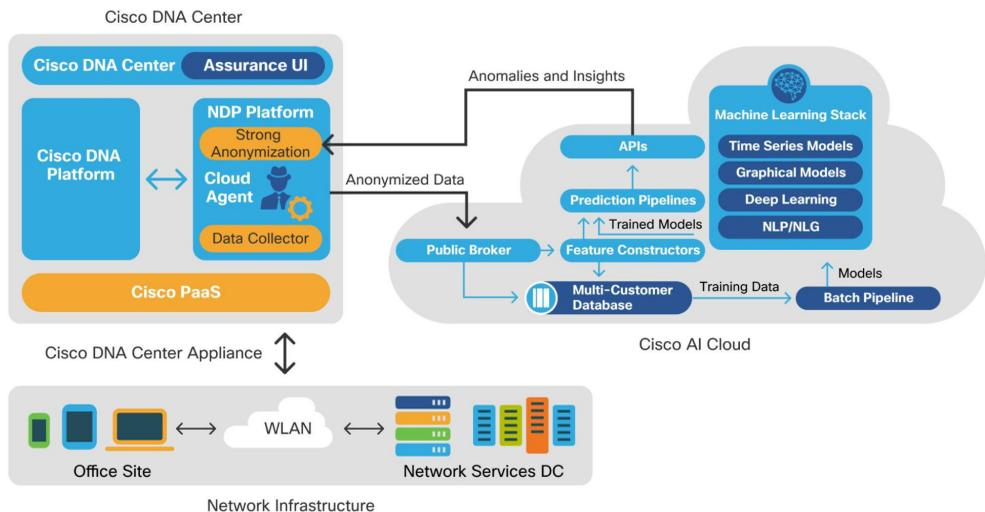 Cisco DNA Center
Cisco DNA Center
Assurance UI
Cisco DNA
Platform
NDP Platform
Strong
Anonymization
Cloud
Agent
Data Collector
Cisco PaaS
Cisco DNA Center Appliance
Anomalies and Insights
Anonymized Data
APIs
Prediction Pipelines
Trained Models
Public Broker
Feature Constructors
Multi-Customer
Database
Training Data
Batch Pipeline
Models
Machine Learning Stack
Time Series Models
Graphical Models
Deep Learning
NLP/NLG
Cisco AI Cloud
Office Site
WLAN
Network Services DC
Network Infrastructure